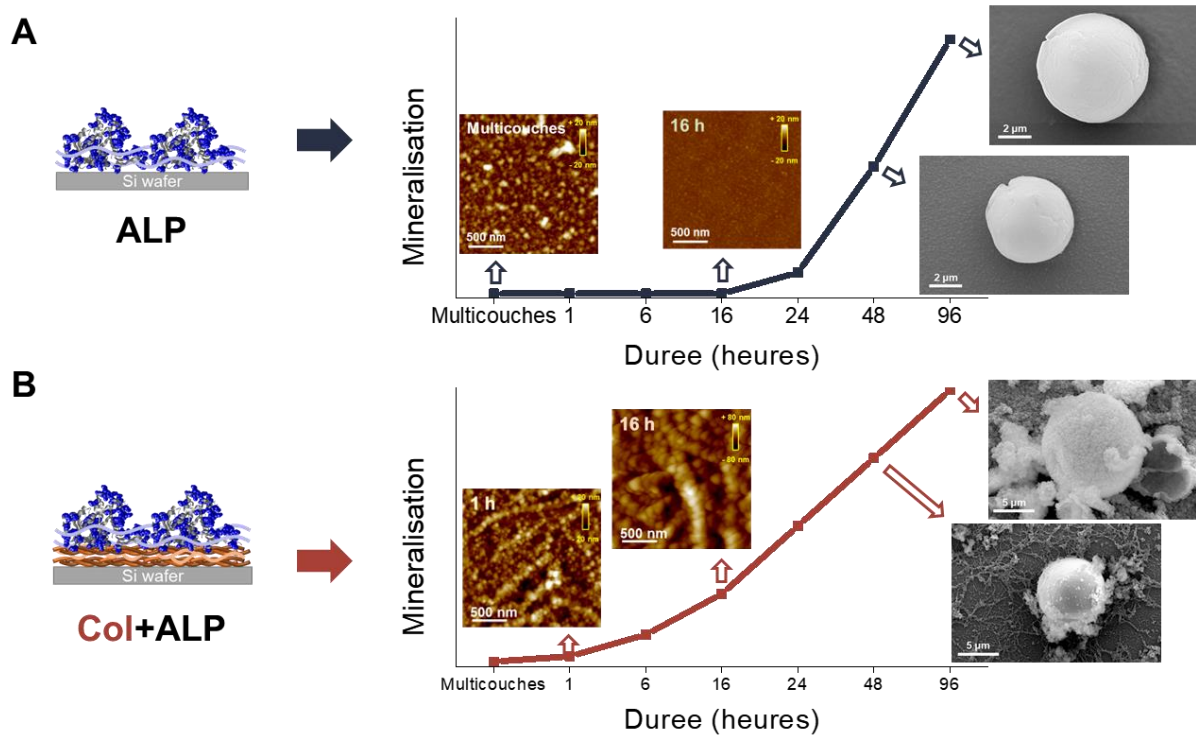 A
Si wafer
ALP
Mineralisation
Multicouches
+ 20 nm
- 20 nm
500 nm
16 h
+ 20 nm
- 20 nm
500 nm
2 µm
2 µm
Multicouches 1 6 16 24 48 96
Duree (heures)
B
Si wafer
Col+ALP
Mineralisation
1 h
500 nm
16 h
+ 80 nm
- 80 nm
500 nm
5 µm
5 µm
Multicouches 1 6 16 24 48 96
Duree (heures)